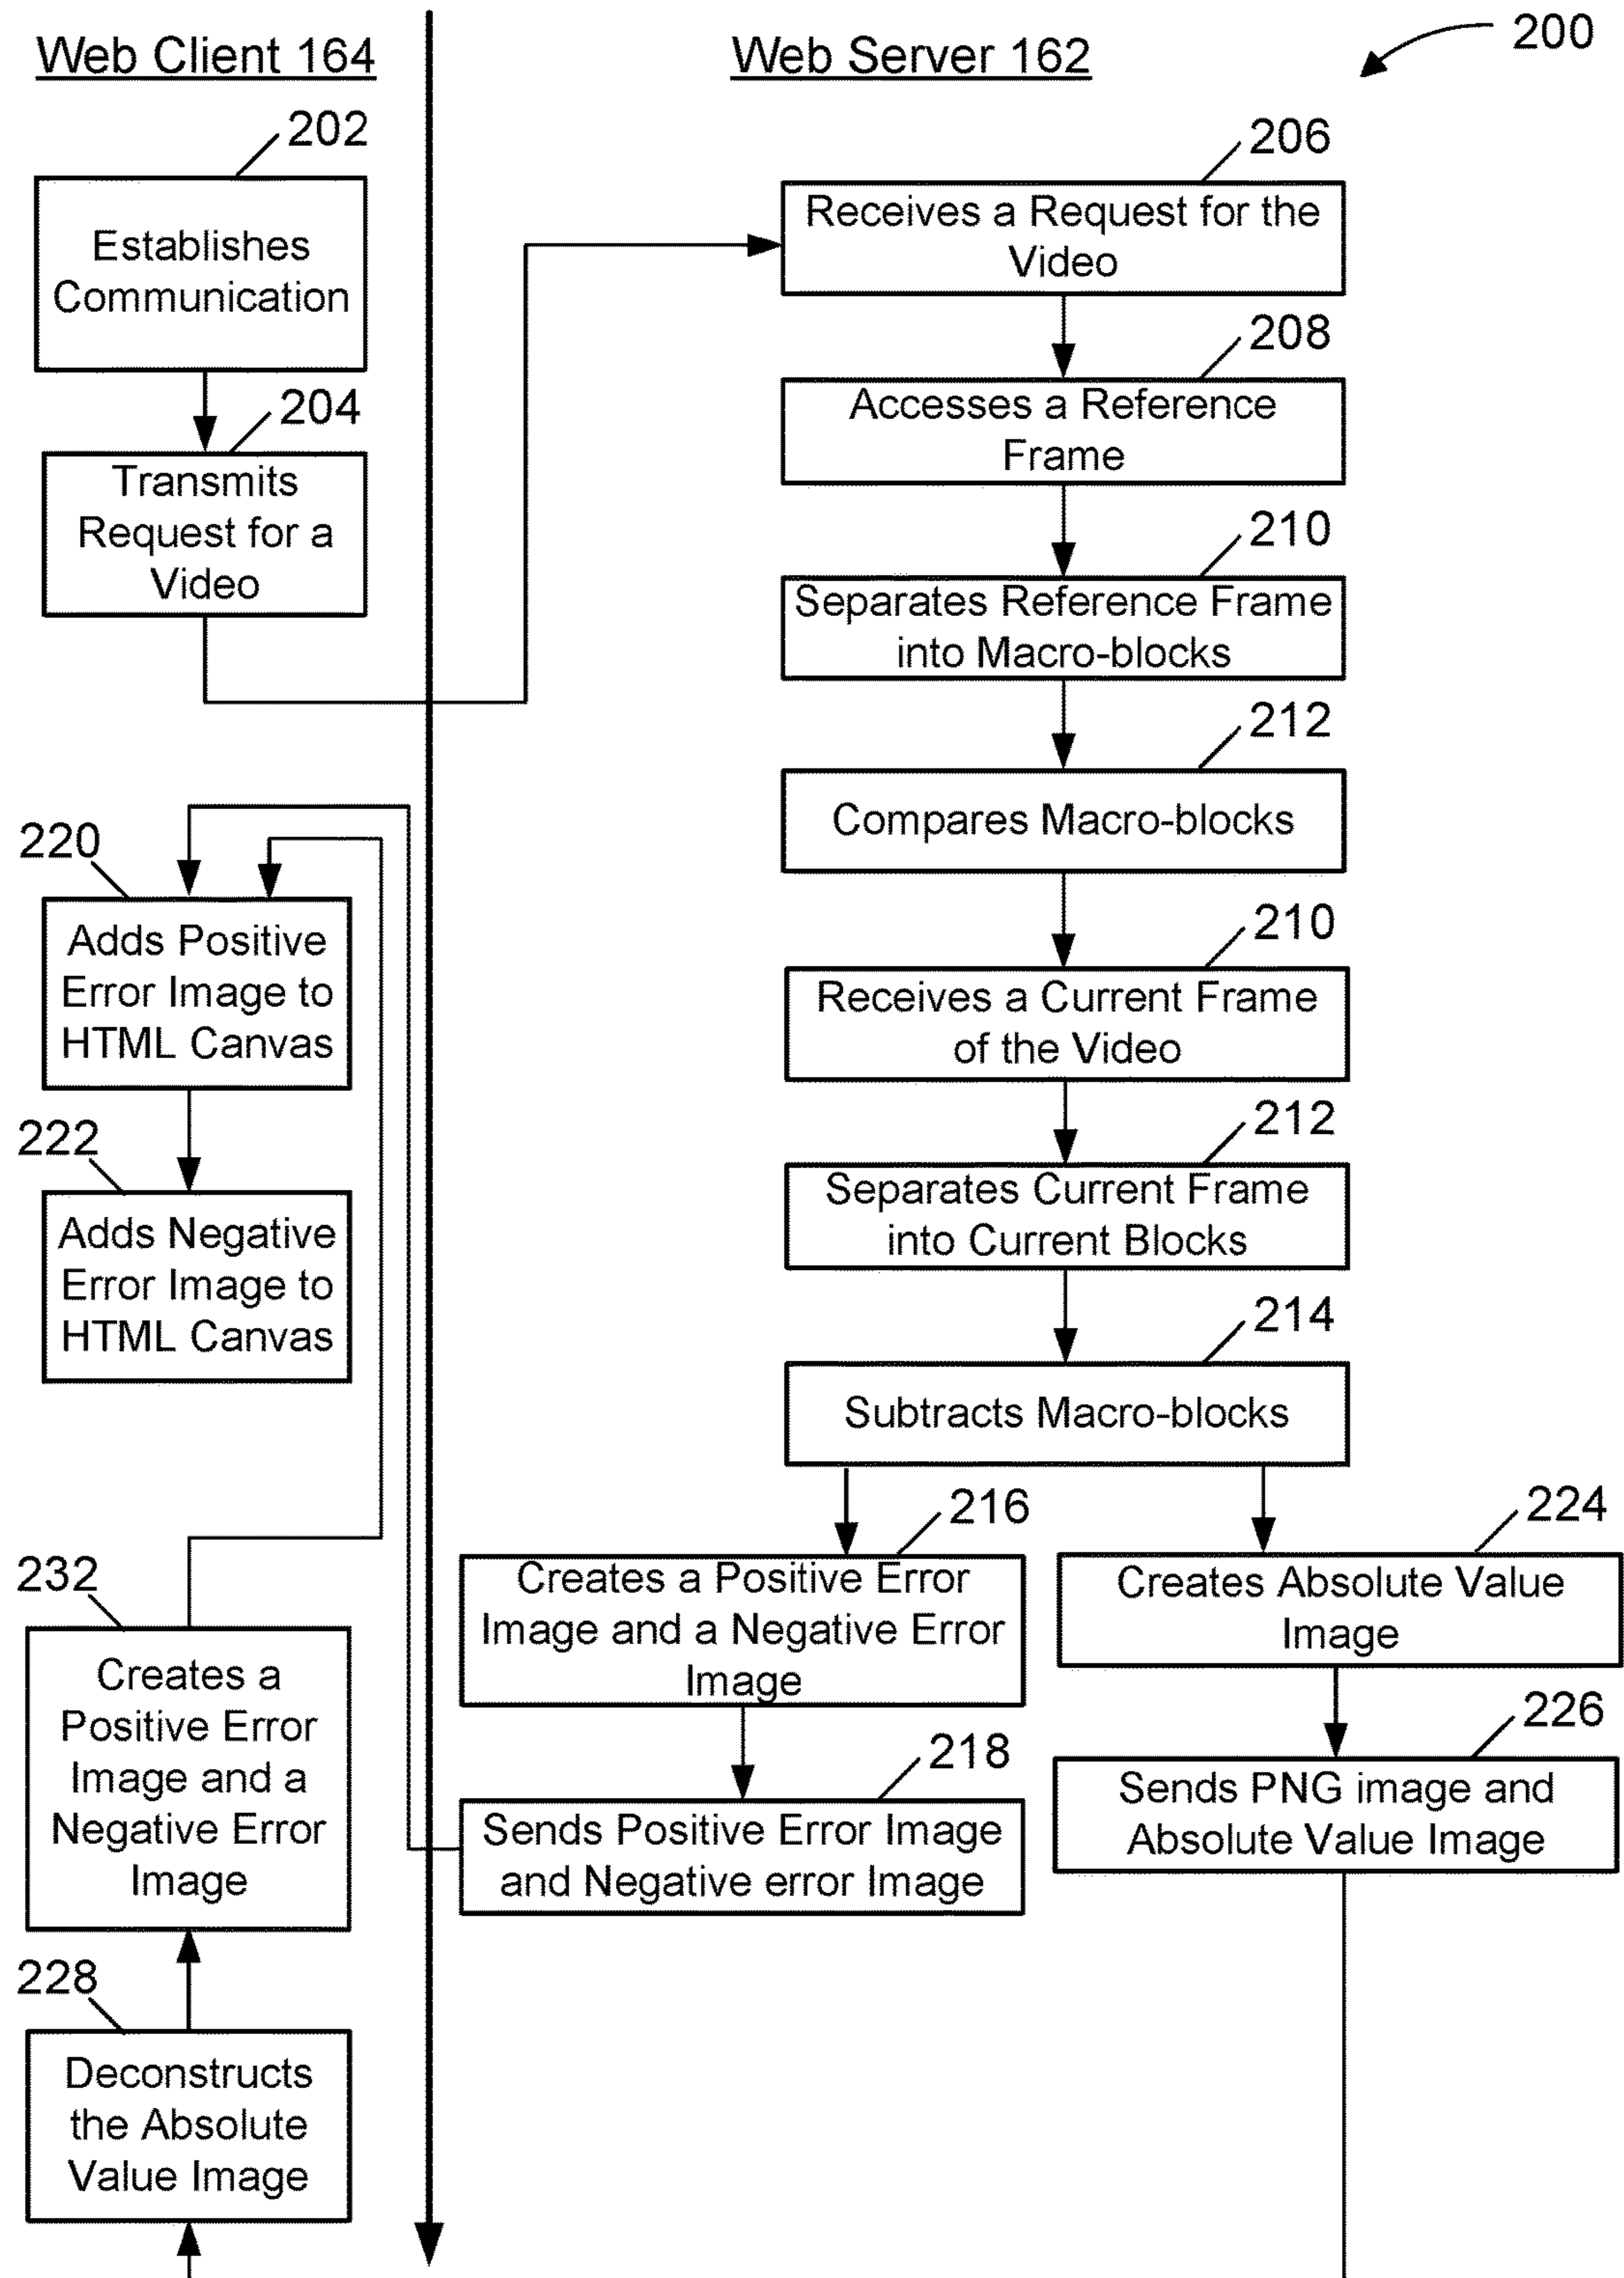 Web Client 164
Web Server 162
200
202
Establishes
Communication
204
Transmits
Request for a
Video
206
Receives a Request for the
Video
208
Accesses a Reference
Frame
210
Separates Reference Frame
into Macro-blocks
212
Compares Macro-blocks
210
Receives a Current Frame
of the Video
212
Separates Current Frame
into Current Blocks
214
Subtracts Macro-blocks
216
Creates a Positive Error
Image and a Negative Error
Image
218
Sends Positive Error Image
and Negative error Image
224
Creates Absolute Value
Image
226
Sends PNG image and
Absolute Value Image
220
Adds Positive
Error Image to
HTML Canvas
222
Adds Negative
Error Image to
HTML Canvas
232
Creates a
Positive Error
Image and a
Negative Error
Image
228
Deconstructs
the Absolute
Value Image